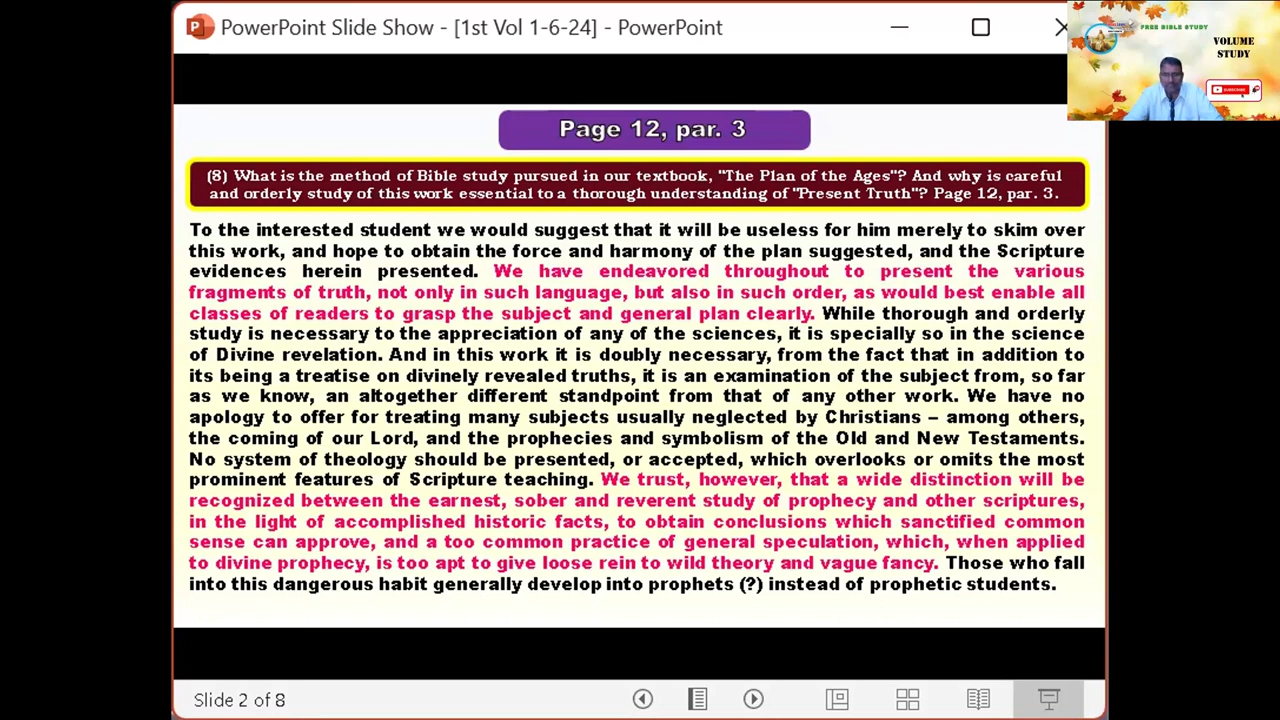 PowerPoint Slide Show - [1st Vol 1-6-24] - PowerPoint
FREE BIBLE STUDY
VOLUME
STUDY
SUBSCRIBE
Page 12, par. 3
(8) What is the method of Bible study pursued in our textbook, "The Plan of the Ages"? And why is careful
and orderly study of this work essential to a thorough understanding of "Present Truth"? Page 12, par. 3.
To the interested student we would suggest that it will be useless for him merely to skim over
this work, and hope to obtain the force and harmony of the plan suggested, and the Scripture
evidences herein presented. We have endeavored throughout to present the various
fragments of truth, not only in such language, but also in such order, as would best enable all
classes of readers to grasp the subject and general plan clearly. While thorough and orderly
study is necessary to the appreciation of any of the sciences, it is specially so in the science
of Divine revelation. And in this work it is doubly necessary, from the fact that in addition to
its being a treatise on divinely revealed truths, it is an examination of the subject from, so far
as we know, an altogether different standpoint from that of any other work. We have no
apology to offer for treating many subjects usually neglected by Christians – among others,
the coming of our Lord, and the prophecies and symbolism of the Old and New Testaments.
No system of theology should be presented, or accepted, which overlooks or omits the most
prominent features of Scripture teaching. We trust, however, that a wide distinction will be
recognized between the earnest, sober and reverent study of prophecy and other scriptures,
in the light of accomplished historic facts, to obtain conclusions which sanctified common
sense can approve, and a too common practice of general speculation, which, when applied
to divine prophecy, is too apt to give loose rein to wild theory and vague fancy. Those who fall
into this dangerous habit generally develop into prophets (?) instead of prophetic students.
Slide 2 of 8